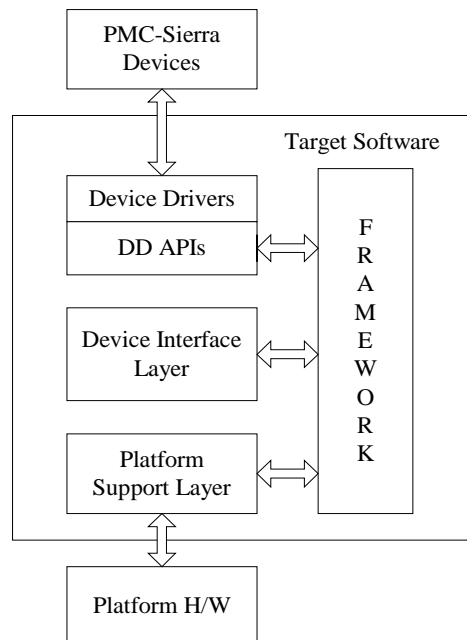 PMC-Sierra
Devices
Target Software
Device Drivers
DD APIs
Device Interface
Layer
Platform
Support Layer
F
R
A
M
E
W
O
R
K
Platform H/W